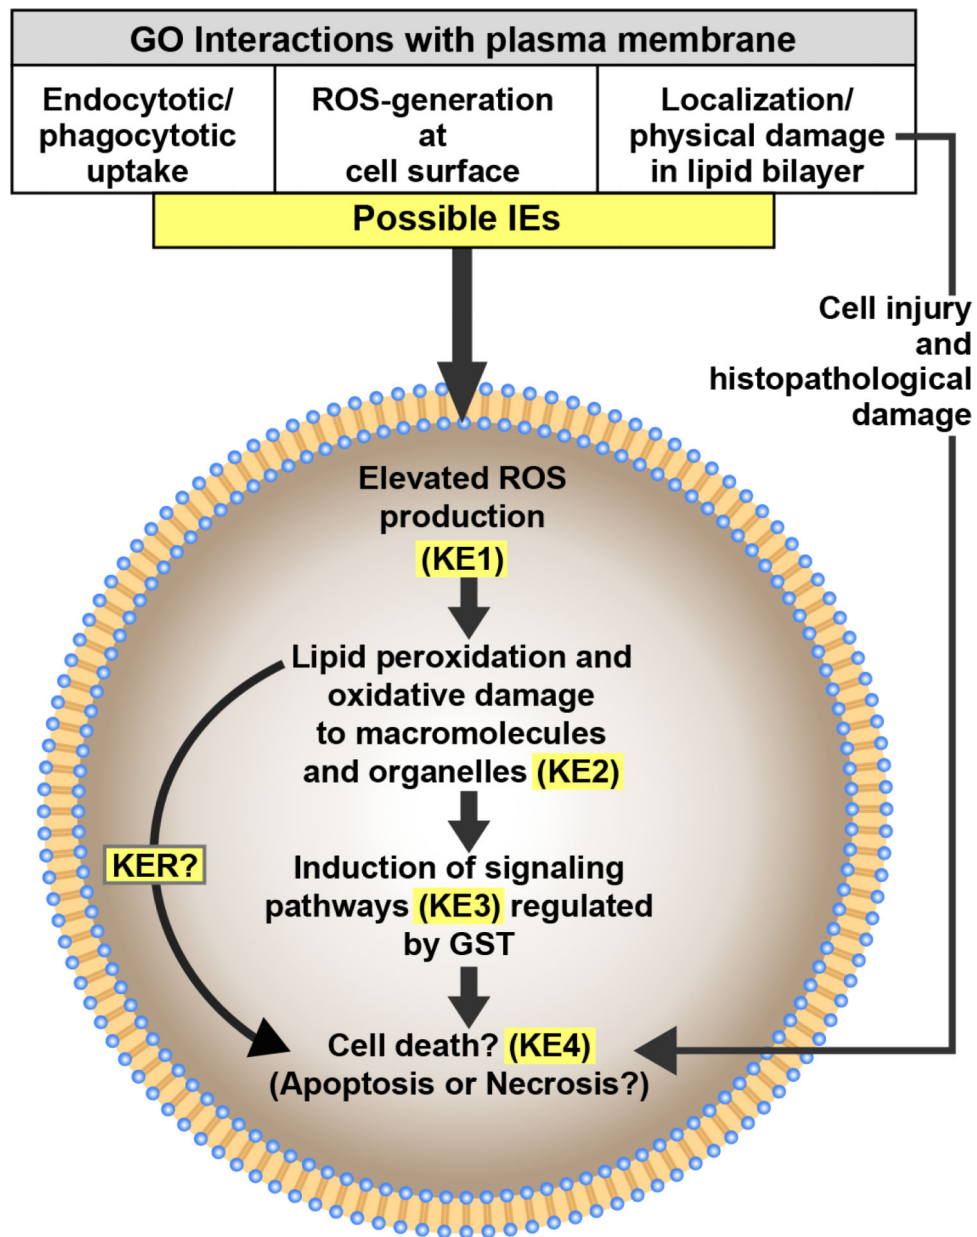 GO Interactions with plasma membrane
Endocytotic/
phagocytotic
uptake
ROS-generation
at
cell surface
Localization/
physical damage
in lipid bilayer
Possible IEs
Cell injury
and
histopathological
damage
Elevated ROS
production
(KE1)
Lipid peroxidation and
oxidative damage
to macromolecules
and organelles (KE2)
KER?
Induction of signaling
pathways (KE3) regulated
by GST
Cell death? (KE4)
(Apoptosis or Necrosis?)